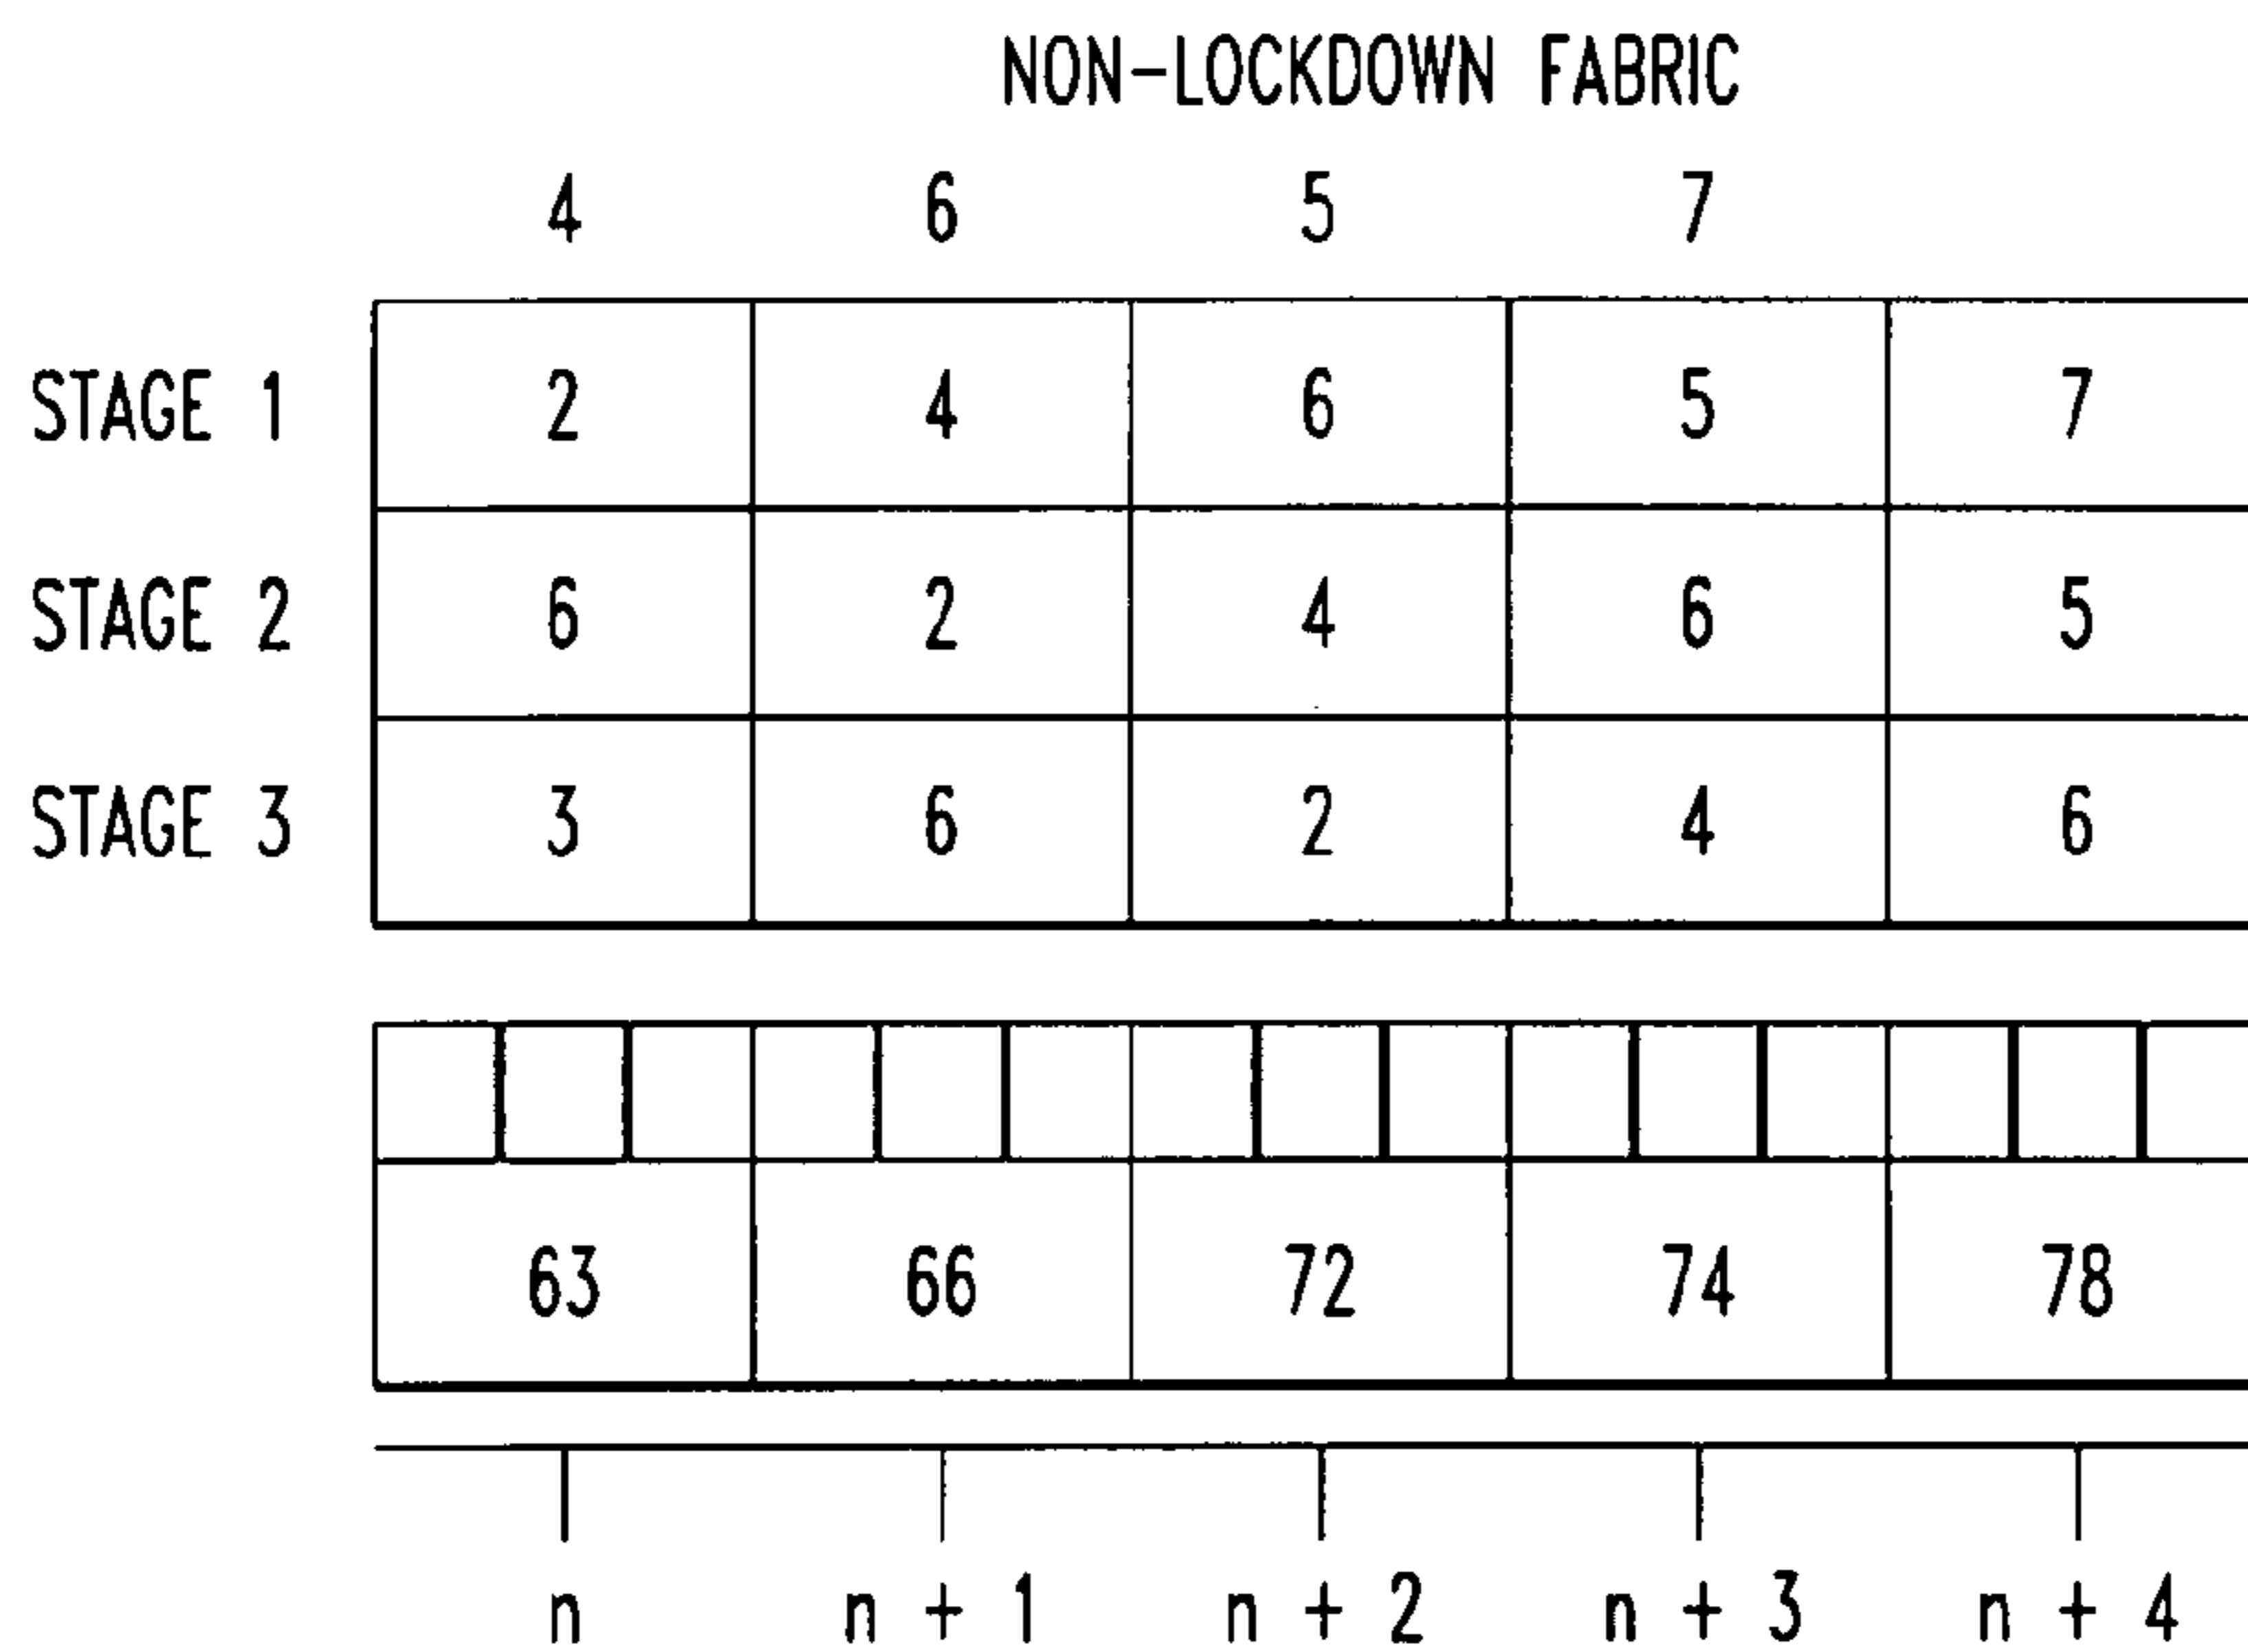 NON-LOCKDOWN FABRIC
4 6 5 7
STAGE 1 2 4 6 5 7
STAGE 2 6 2 4 6 5
STAGE 3 3 6 2 4 6
63 66 72 74 78
n n + 1 n + 2 n + 3 n + 4